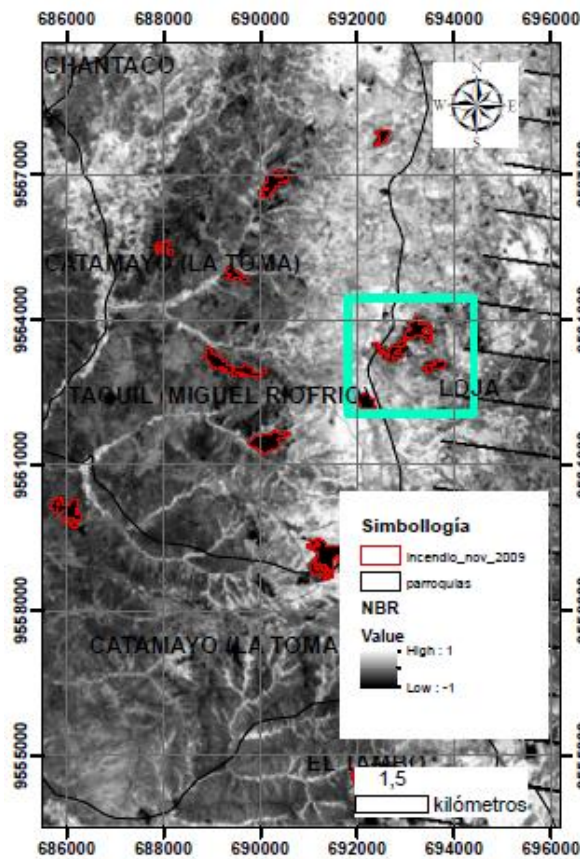 686000 688000 690000 692000 694000 696000
CHANTACO
N
W E
S
9567000
CATAMAYO (LA TOMA)
9564000
TAQUIL (MIGUEL RIOFRIO)
LOJA
9561000
Simbollogía
incendio_nov_2009
parroquias
NBR
Value
High : 1
Low : -1
9558000
CATAMAYO (LA TOMA
9555000
EL TAMBO
1,5
kilómetros
686000 688000 690000 692000 694000 696000